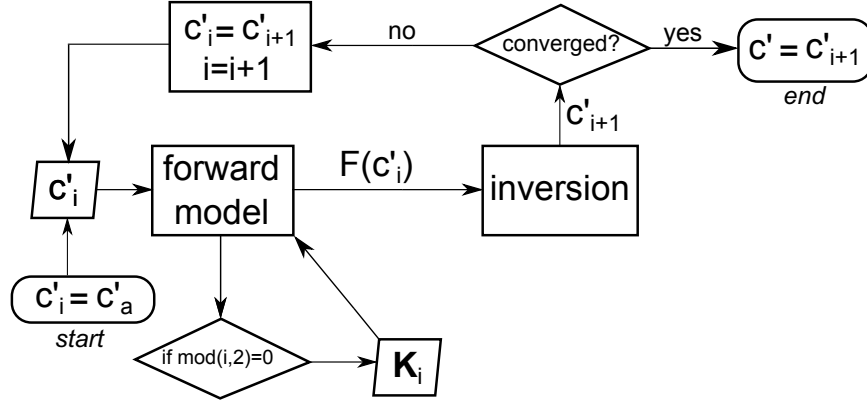 c'ᵢ = c'ᵢ₊₁
i=i+1
no
converged?
yes
c' = c'ᵢ₊₁
end
c'ᵢ₊₁
c'ᵢ
forward
model
F(c'ᵢ)
inversion
c'ᵢ = c'ₐ
start
if mod(i,2)=0
Kᵢ